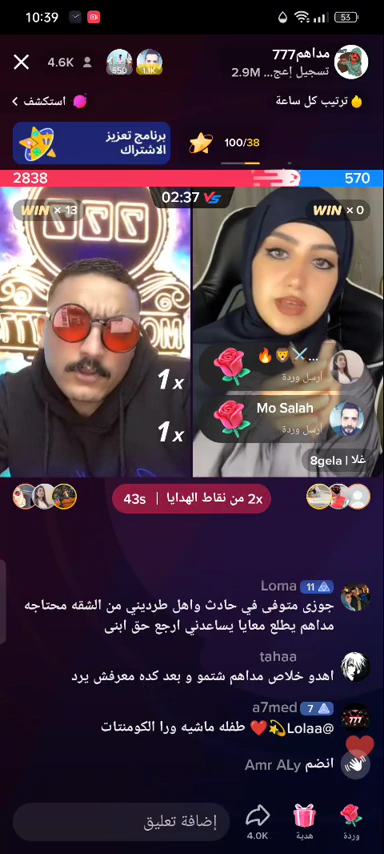 10:39
53
4.6K
950
1.1K
مداهم777
تسجيل إعج... 2.9M
ترتيب كل ساعة
استكشف
برنامج تعزيز
الاشتراك
100/38
2838
570
WIN × 13
02:37 VS
WIN × 0
777
1x
...
أرسل وردة
1x
Mo Salah
أرسل وردة
8gela | غلا
2x من نقاط الهدايا | 43s
Loma 11
جوزى متوفى في حادث واهل طرديني من الشقه محتاجه
مداهم يطلع معايا يساعدني ارجع حق ابنى
tahaa
اهدو خلاص مداهم شتمو و بعد كده معرفش يرد
a7med 7
@Lolaa💫❤️ طفله ماشيه ورا الكومنتات
Amr ALy انضم
إضافة تعليق
4.0K
هدية
وردة